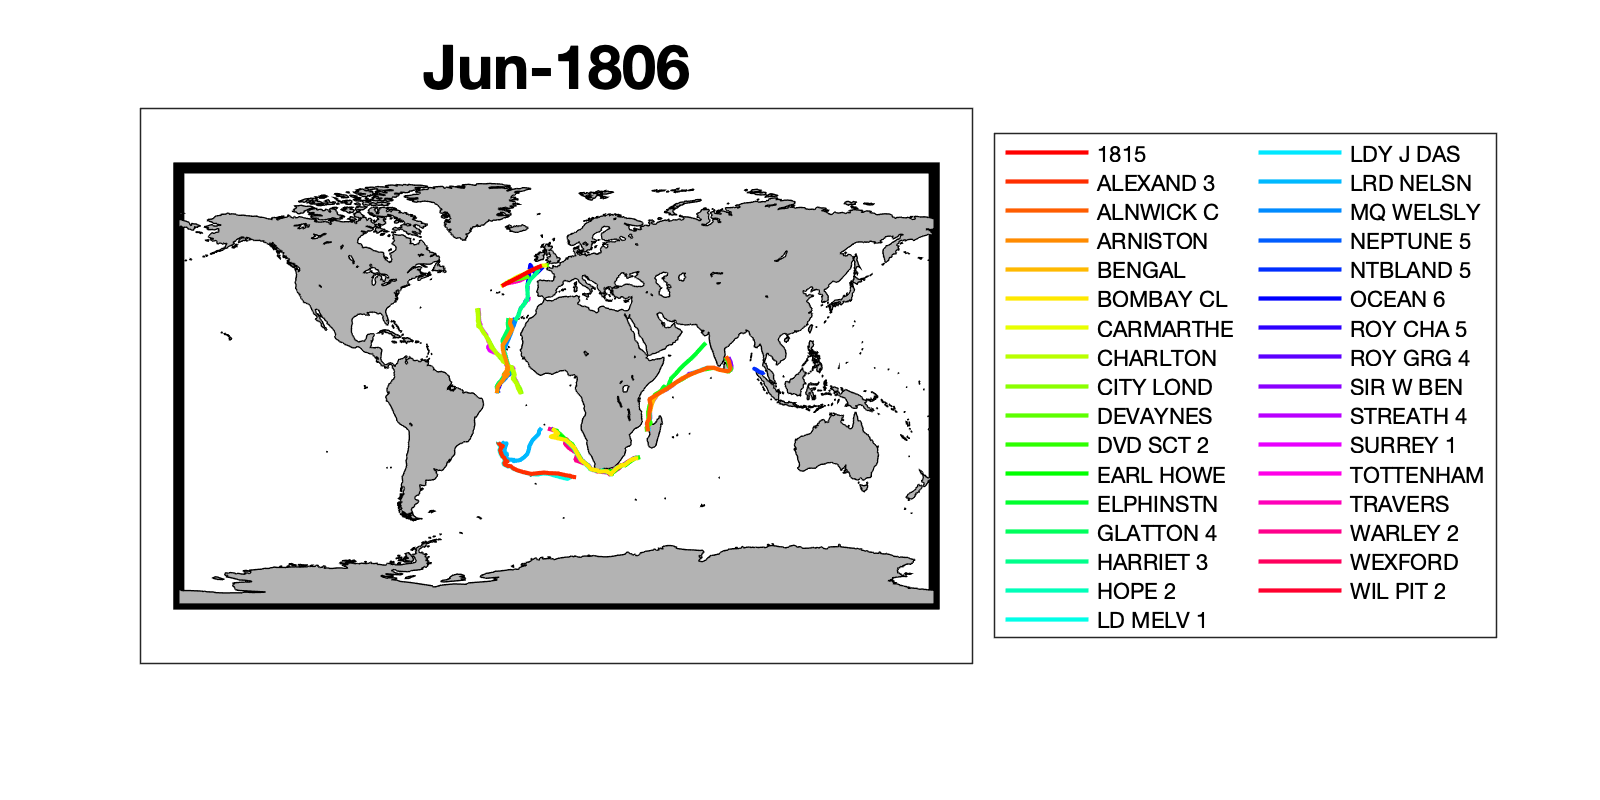 Jun-1806
1815
ALEXAND 3
ALNWICK C
ARNISTON
BENGAL
BOMBAY CL
CARMARTHE
CHARLTON
CITY LOND
DEVAYNES
DVD SCT 2
EARL HOWE
ELPHINSTN
GLATTON 4
HARRIET 3
HOPE 2
LD MELV 1
LDY J DAS
LRD NELSN
MQ WELSLY
NEPTUNE 5
NTBLAND 5
OCEAN 6
ROY CHA 5
ROY GRG 4
SIR W BEN
STREATH 4
SURREY 1
TOTTENHAM
TRAVERS
WARLEY 2
WEXFORD
WIL PIT 2